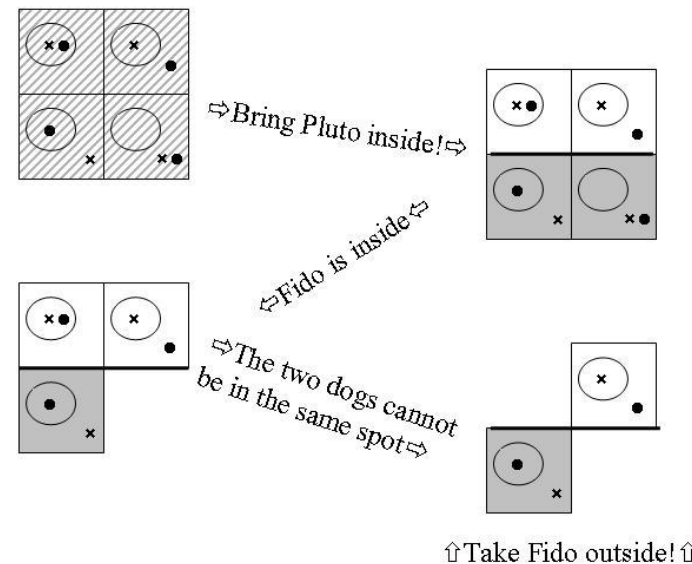 ⇨Bring Pluto inside!⇨
⇨Fido is inside⇦
⇨The two dogs cannot
be in the same spot⇨
⇧Take Fido outside!⇧